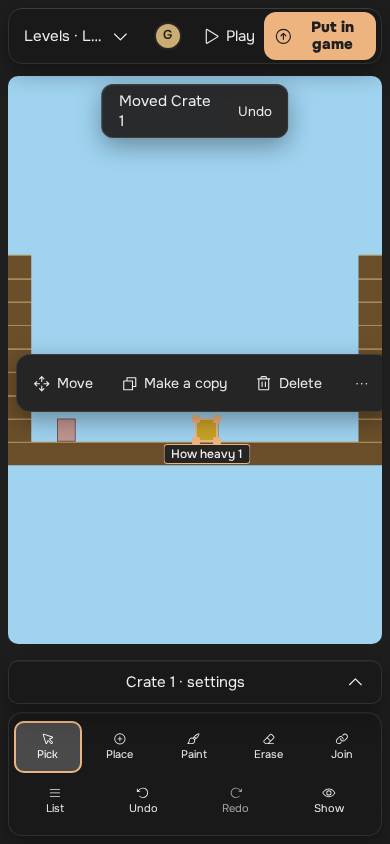 Levels · L...
G
Play
Put in
game
Moved Crate
1
Undo
Move
Make a copy
Delete
...
How heavy 1
Crate 1 · settings
Pick
Place
Paint
Erase
Join
List
Undo
Redo
Show